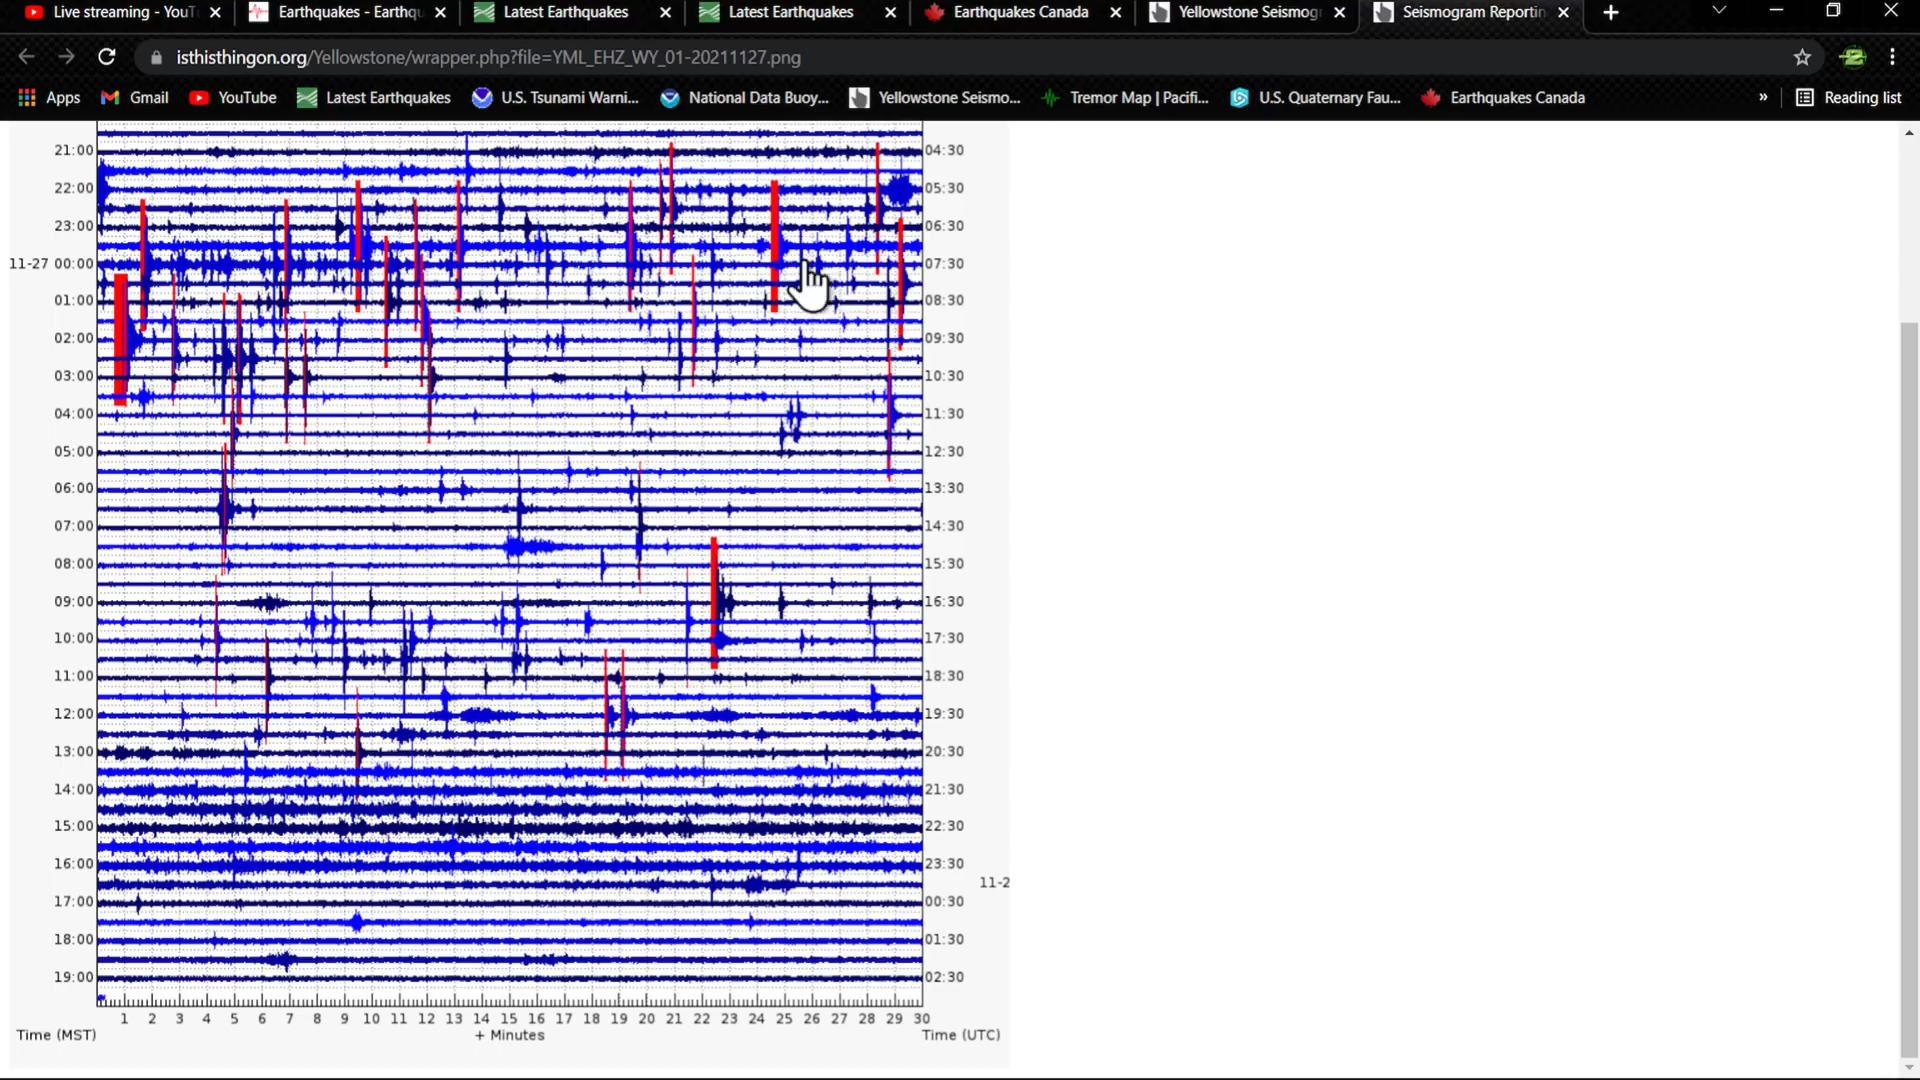 Live streaming - YouT
Earthquakes - Earthqu
Latest Earthquakes
Latest Earthquakes
Earthquakes Canada
Yellowstone Seismog
Seismogram Reportin
isthisthingon.org/Yellowstone/wrapper.php?file=YML_EHZ_WY_01-20211127.png
Apps
Gmail
YouTube
Latest Earthquakes
U.S. Tsunami Warni...
National Data Buoy...
Yellowstone Seismo...
Tremor Map | Pacifi...
U.S. Quaternary Fau...
Earthquakes Canada
»
Reading list
21:00 04:30
22:00 05:30
23:00 06:30
11-27 00:00 07:30
01:00 08:30
02:00 09:30
03:00 10:30
04:00 11:30
05:00 12:30
06:00 13:30
07:00 14:30
08:00 15:30
09:00 16:30
10:00 17:30
11:00 18:30
12:00 19:30
13:00 20:30
14:00 21:30
15:00 22:30
16:00 23:30
11-2
17:00 00:30
18:00 01:30
19:00 02:30
1 2 3 4 5 6 7 8 9 10 11 12 13 14 15 16 17 18 19 20 21 22 23 24 25 26 27 28 29 30
Time (MST) + Minutes Time (UTC)